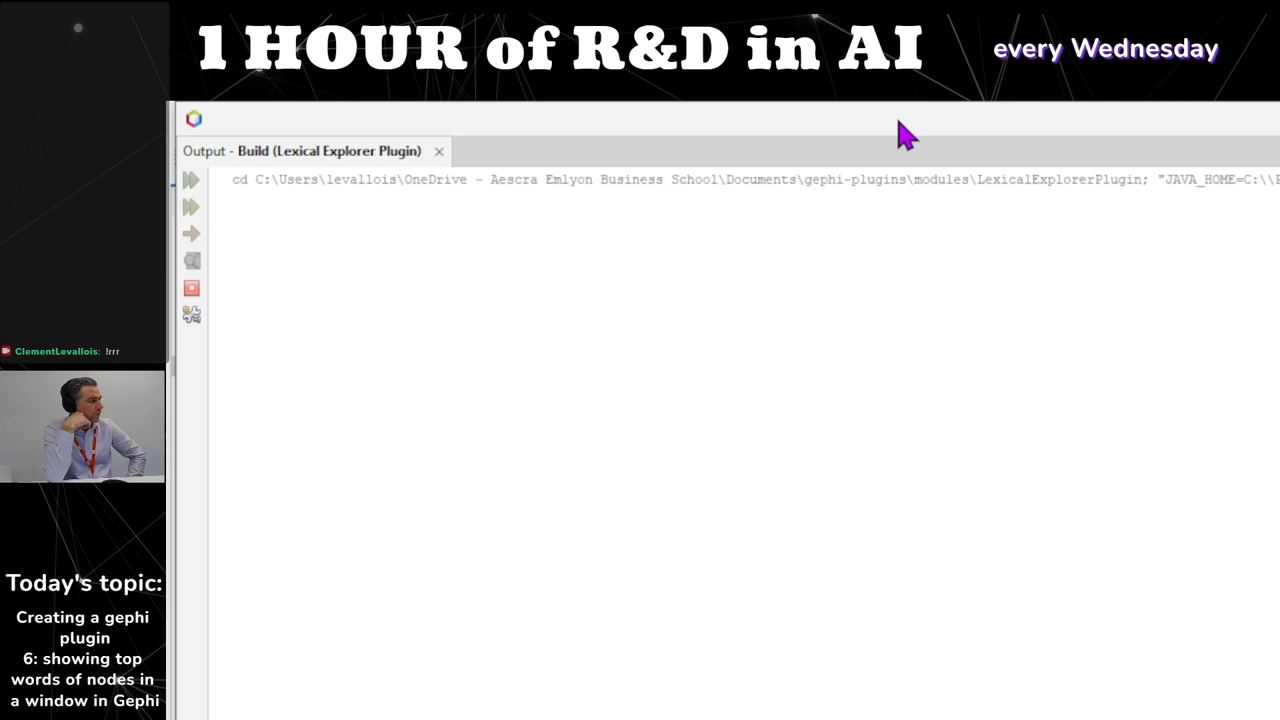 1 HOUR of R&D in AI
every Wednesday
Output - Build (Lexical Explorer Plugin)
cd C:\Users\levallois\OneDrive - Aescra Emlyon Business School\Documents\gephi-plugins\modules\LexicalExplorerPlugin; "JAVA_HOME=C:\\
ClementLevallois: !rrr
Today's topic:
Creating a gephi
plugin
6: showing top
words of nodes in
a window in Gephi